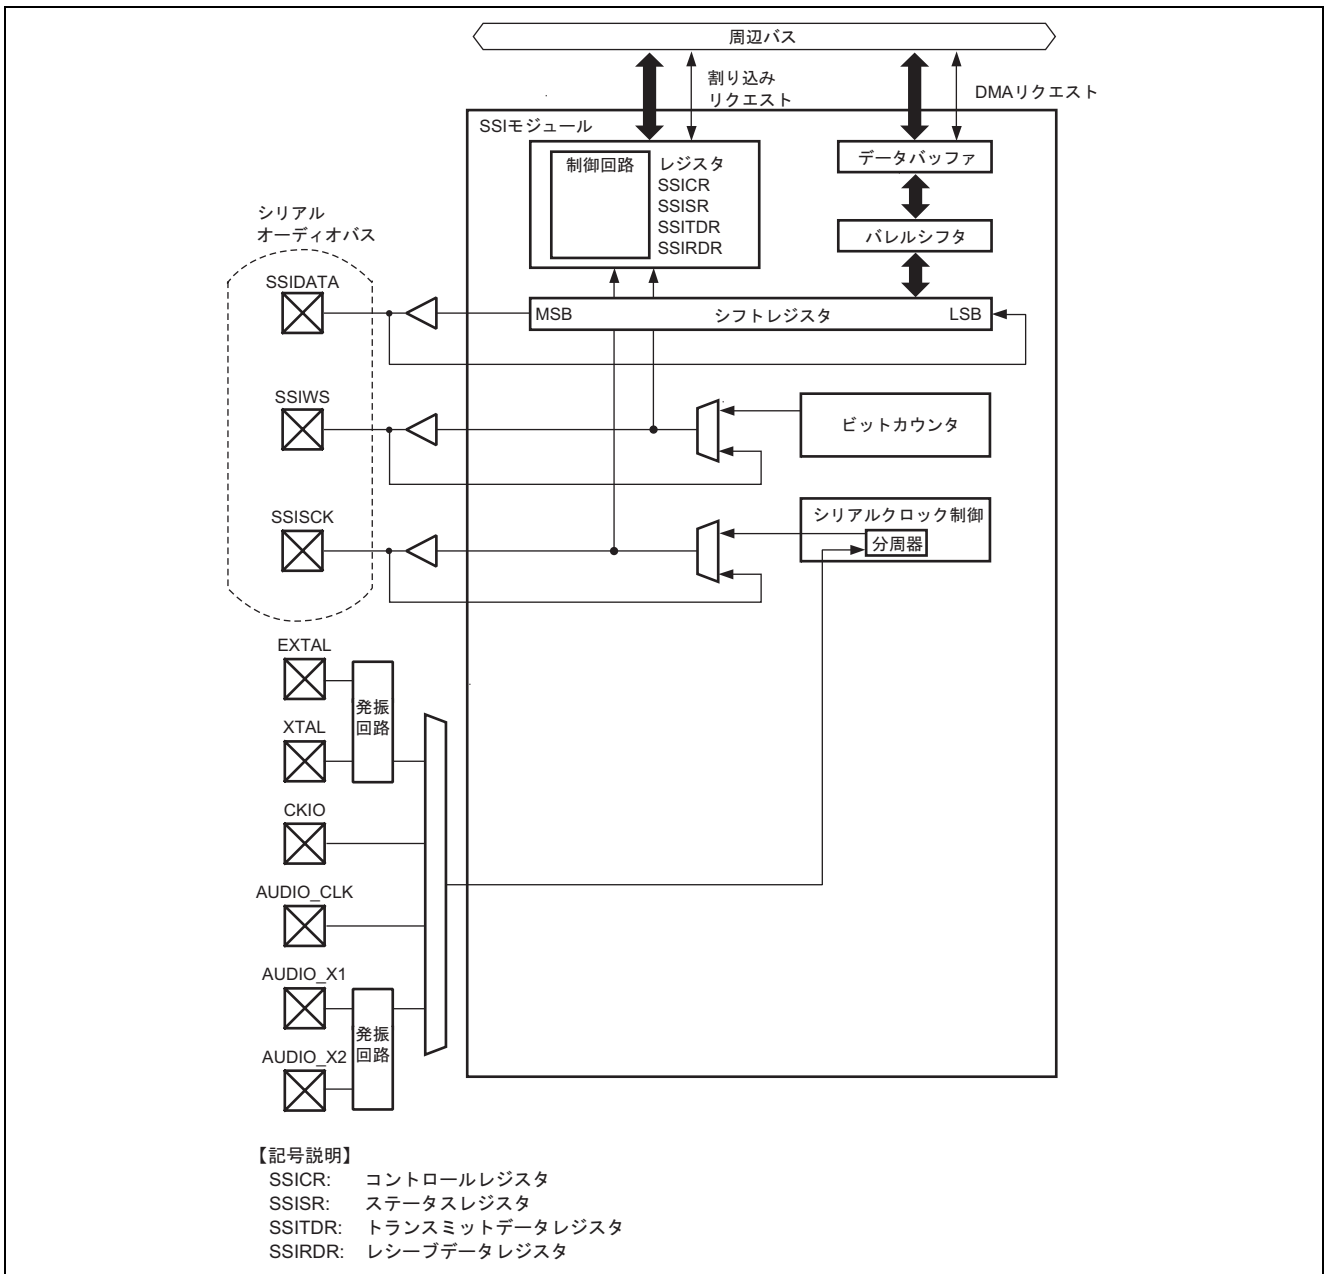 周辺バス
割り込み
リクエスト
DMAリクエスト
SSIモジュール
制御回路
レジスタ
SSICR
SSISR
SSITDR
SSIRDR
データバッファ
バレルシフタ
シリアル
オーディオバス
SSIDATA
MSB
シフトレジスタ
LSB
SSIWS
ビットカウンタ
SSISCK
シリアルクロック制御
分周器
EXTAL
発振
回路
XTAL
CKIO
AUDIO_CLK
AUDIO_X1
発振
回路
AUDIO_X2
【記号説明】
SSICR: コントロールレジスタ
SSISR: ステータスレジスタ
SSITDR: トランスミットデータレジスタ
SSIRDR: レシーブデータレジスタ